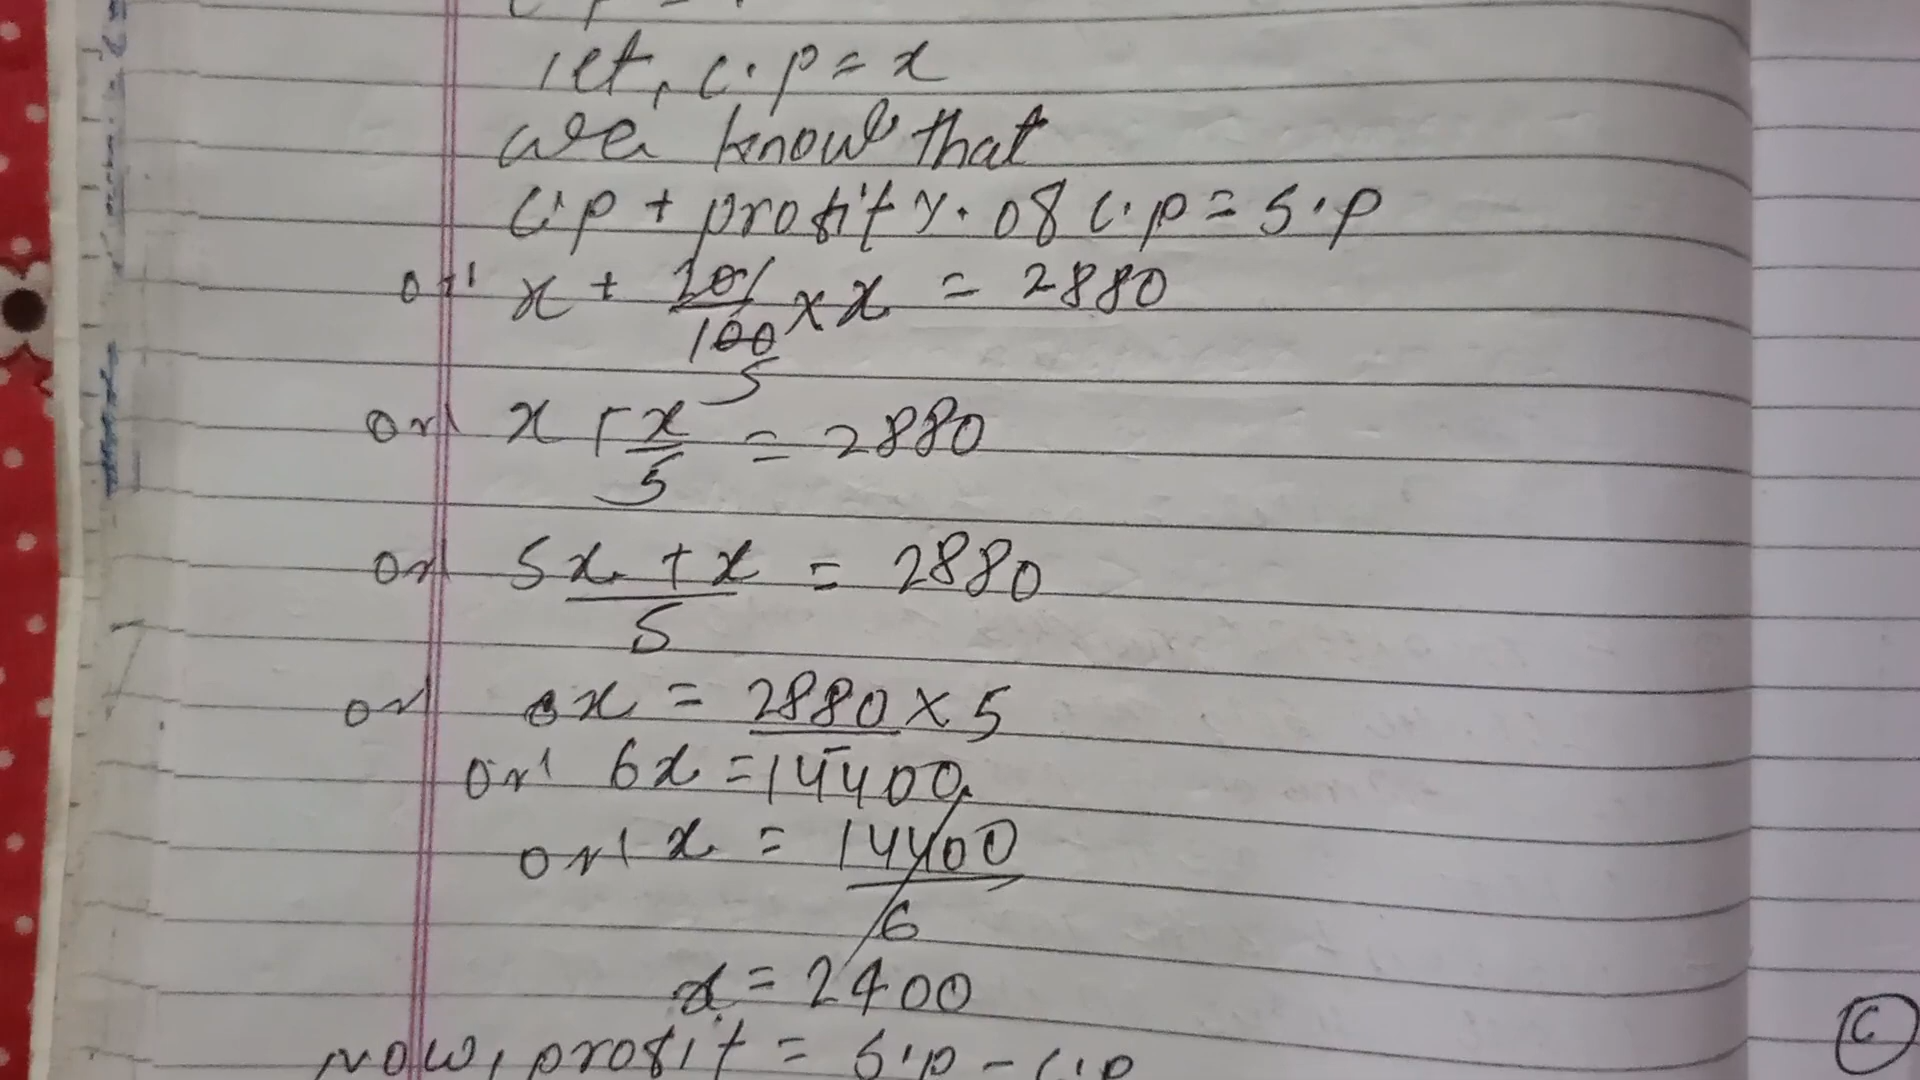 C.P = ?
let, C.P = x
we know that
C.P + profit % of C.P = S.P
or, x + 20/100 × x = 2880
5
or, x + x/5 = 2880
or, 5x + x/5 = 2880
or, 6x = 2880 × 5
or, 6x = 14400
or, x = 14400/6
x = 2400
Now, profit = S.P - C.P
C